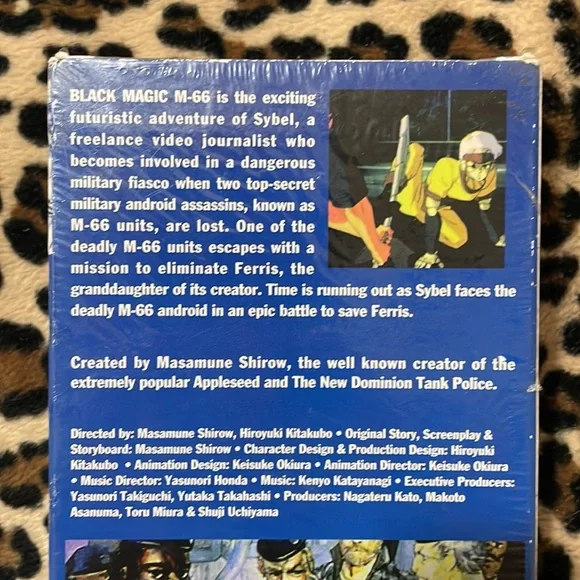 BLACK MAGIC M-66 is the exciting
futuristic adventure of Sybel, a
freelance video journalist who
becomes involved in a dangerous
military fiasco when two top-secret
military android assassins, known as
M-66 units, are lost. One of the
deadly M-66 units escapes with a
mission to eliminate Ferris, the
granddaughter of its creator. Time is running out as Sybel faces the
deadly M-66 android in an epic battle to save Ferris.
Created by Masamune Shirow, the well known creator of the
extremely popular Appleseed and The New Dominion Tank Police.
Directed by: Masamune Shirow, Hiroyuki Kitakubo • Original Story, Screenplay &
Storyboard: Masamune Shirow • Character Design & Production Design: Hiroyuki
Kitakubo • Animation Design: Keisuke Okiura • Animation Director: Keisuke Okiura
• Music Director: Yasunori Honda • Music: Kenyo Katayanagi • Executive Producers:
Yasunori Takiguchi, Yutaka Takahashi • Producers: Nagateru Kato, Makoto
Asanuma, Toru Miura & Shuji Uchiyama